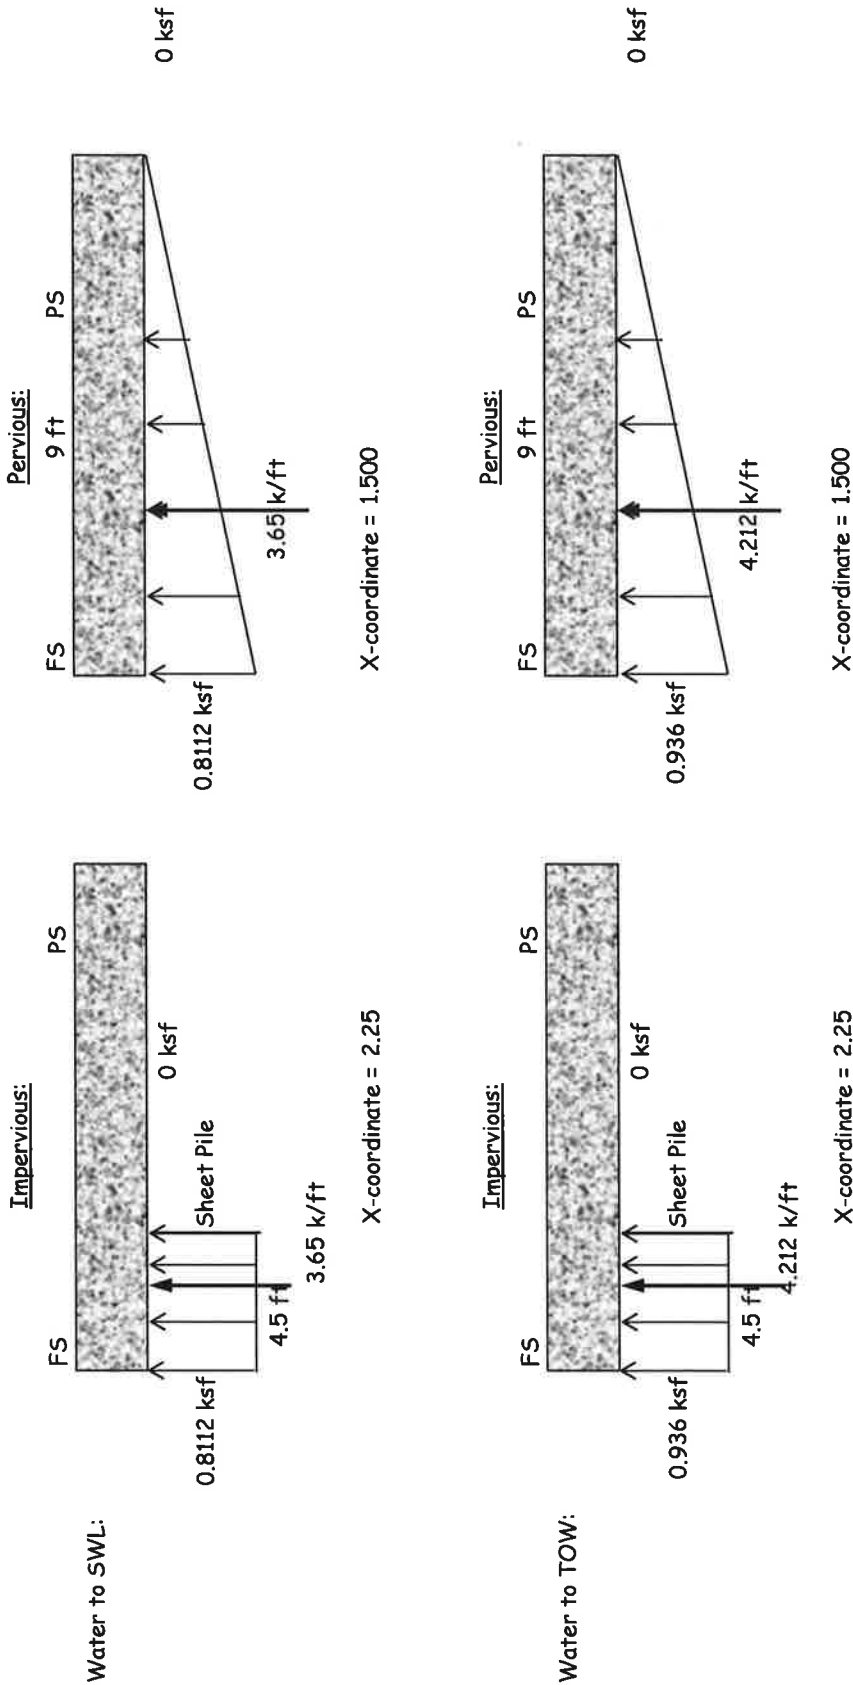 Impervious:
Pervious:
Water to SWL:
FS
PS
FS
9 ft
PS
0.8112 ksf
Sheet Pile
0 ksf
0.8112 ksf
0 ksf
4.5 ft
3.65 k/ft
3.65 k/ft
X-coordinate = 2.25
X-coordinate = 1.500
Impervious:
Pervious:
Water to TOW:
FS
PS
FS
9 ft
PS
0.936 ksf
Sheet Pile
0 ksf
0.936 ksf
0 ksf
4.5 ft
4.212 k/ft
4.212 k/ft
X-coordinate = 2.25
X-coordinate = 1.500